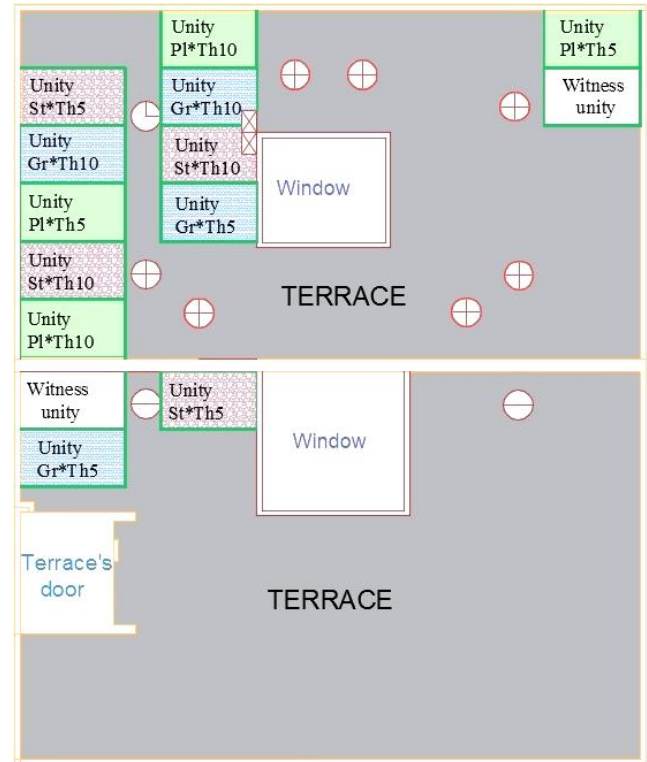 Unity
Pl*Th10
Unity
Pl*Th5
Unity
St*Th5
Unity
Gr*Th10
Witness
unity
Unity
Gr*Th10
Unity
St*Th10
Window
Unity
Pl*Th5
Unity
Gr*Th5
Unity
St*Th10
TERRACE
Unity
Pl*Th10
Witness
unity
Unity
St*Th5
Window
Unity
Gr*Th5
Terrace's
door
TERRACE